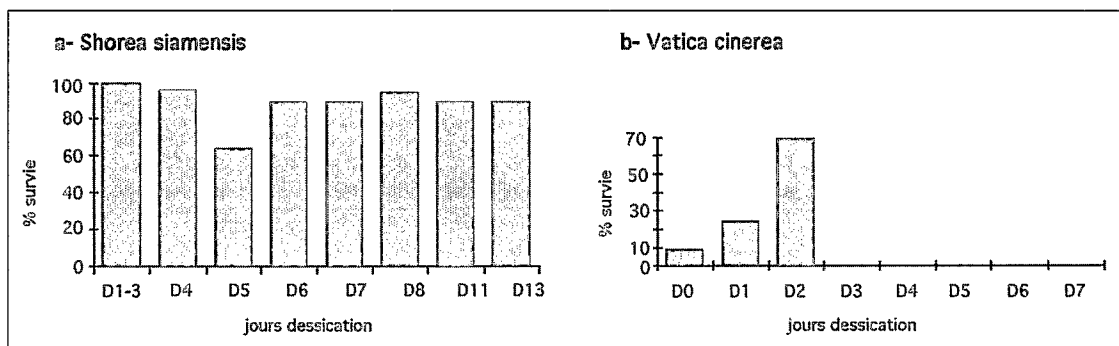 a- Shorea siamensis
100
80
60
40
20
0
% survie
D1-3 D4 D5 D6 D7 D8 D11 D13
jours dessication
b- Vatica cinerea
70
50
30
10
0
% survie
D0 D1 D2 D3 D4 D5 D6 D7
jours dessication